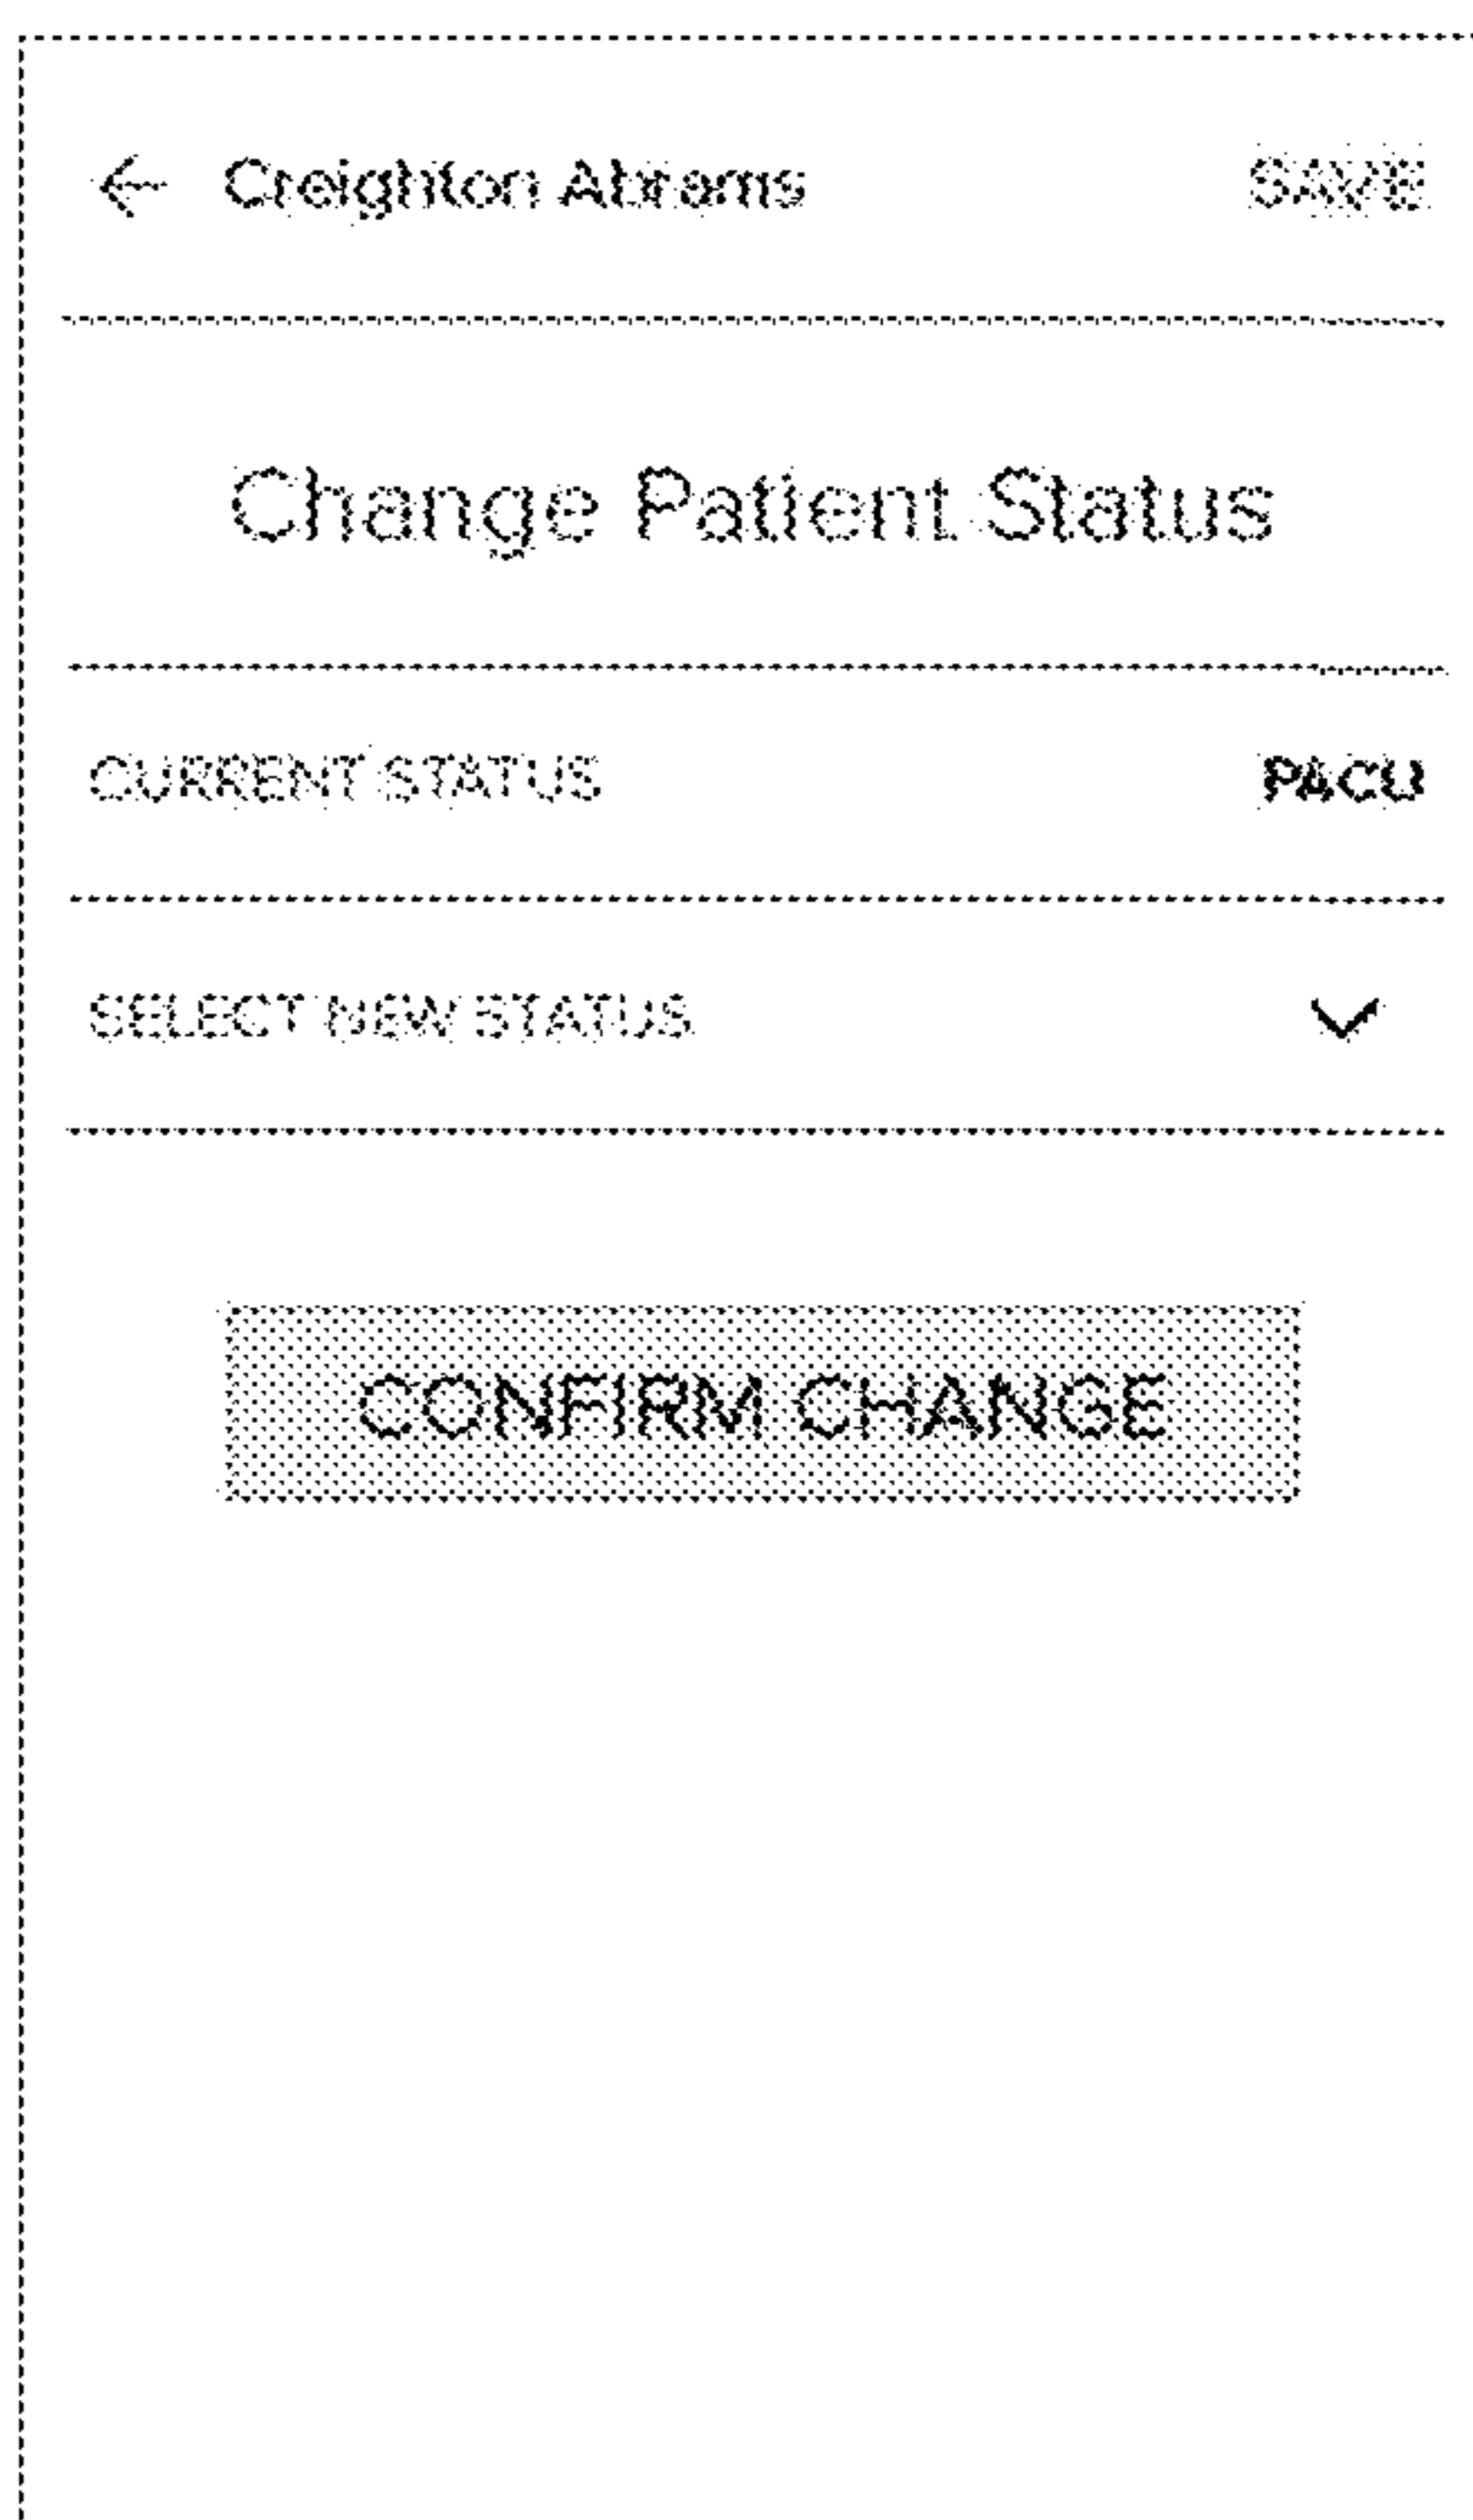 Creighton Abrams SAVE
Change Patient Status
CURRENT STATUS PACU
SELECT NEW STATUS
CONFIRM CHANGE